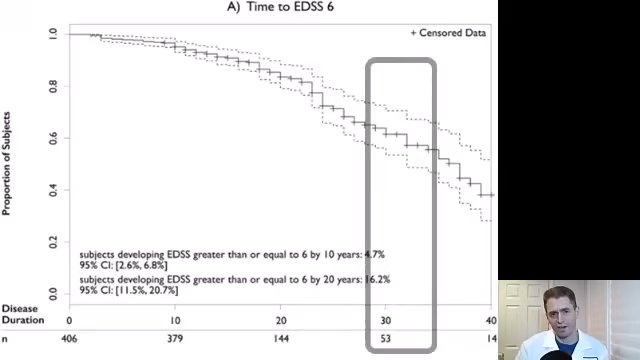 A) Time to EDSS 6
+ Censored Data
Proportion of Subjects
1.0
0.8
0.6
0.4
0.2
0.0
subjects developing EDSS greater than or equal to 6 by 10 years: 4.7%
95% CI: [2.6%, 6.8%]
subjects developing EDSS greater than or equal to 6 by 20 years: 16.2%
95% CI: [11.5%, 20.7%]
Disease
Duration 0 10 20 30 40
n 406 379 144 53 14